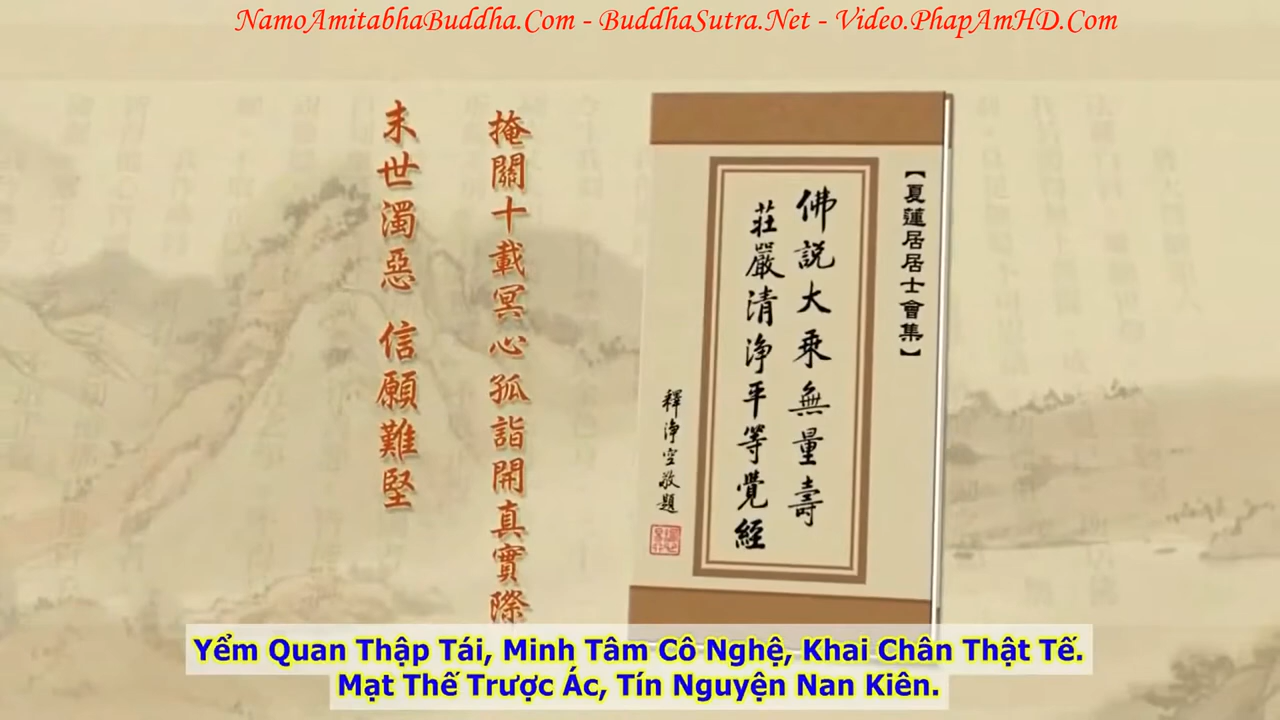 NamoAmitabhaBuddha.Com - BuddhaSutra.Net - Video.PhapAmHD.Com
掩關十載冥心孤詣開真實際
末世濁惡 信願難堅
【夏蓮居居士會集】
佛説大乘無量壽
莊嚴清淨平等覺經
釋淨空敬題
Yểm Quan Thập Tái, Minh Tâm Cô Nghệ, Khai Chân Thật Tế.
Mạt Thế Trược Ác, Tín Nguyện Nan Kiên.